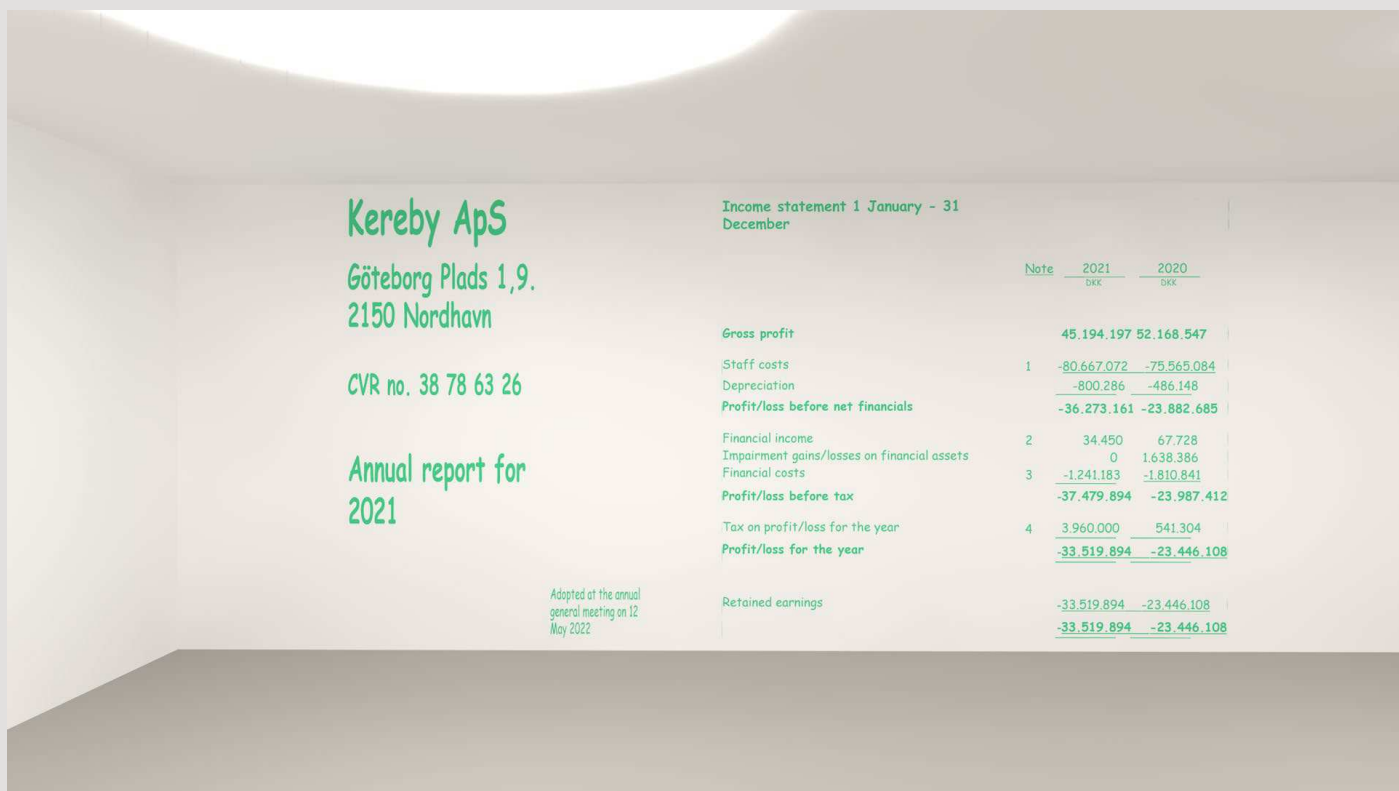 Kereby ApS
Göteborg Plads 1,9.
2150 Nordhavn
CVR no. 38 78 63 26
Annual report for
2021
Adopted at the annual
general meeting on 12
May 2022
Income statement 1 January - 31
December
Note 2021 2020
DKK DKK
Gross profit 45.194.197 52.168.547
Staff costs 1 -80.667.072 -75.565.084
Depreciation -800.286 -486.148
Profit/loss before net financials -36.273.161 -23.882.685
Financial income 2 34.450 67.728
Impairment gains/losses on financial assets 0 1.638.386
Financial costs 3 -1.241.183 -1.810.841
Profit/loss before tax -37.479.894 -23.987.412
Tax on profit/loss for the year 4 3.960.000 541.304
Profit/loss for the year -33.519.894 -23.446.108
Retained earnings -33.519.894 -23.446.108
-33.519.894 -23.446.108